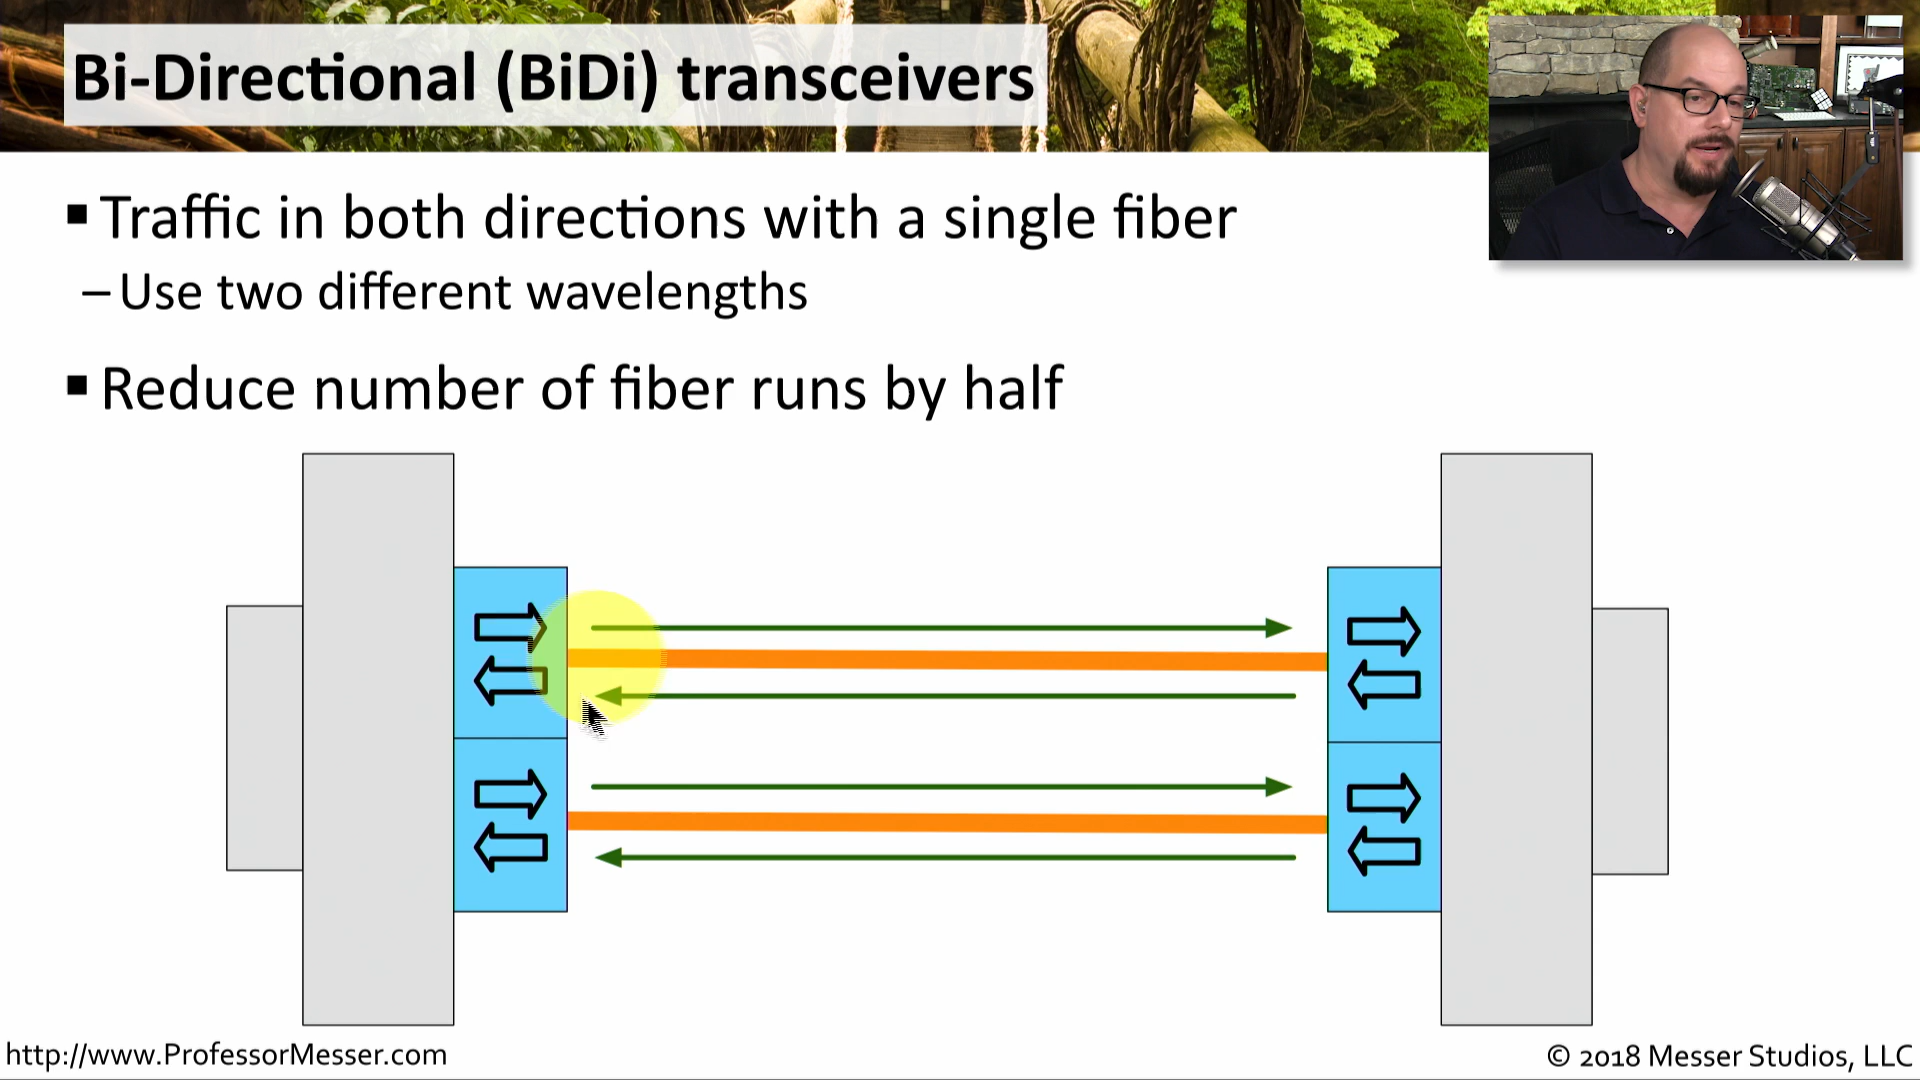 Bi-Directional (BiDi) transceivers
▪ Traffic in both directions with a single fiber
– Use two different wavelengths
▪ Reduce number of fiber runs by half
http://www.ProfessorMesser.com
© 2018 Messer Studios, LLC